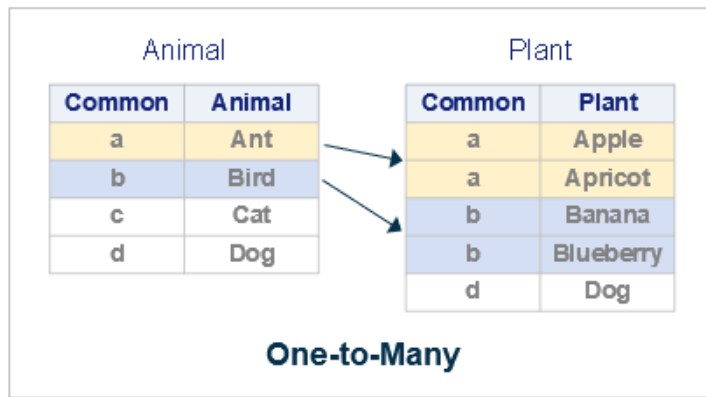 Animal
Plant
Common Animal
a Ant
b Bird
c Cat
d Dog
Common Plant
a Apple
a Apricot
b Banana
b Blueberry
d Dog
One-to-Many